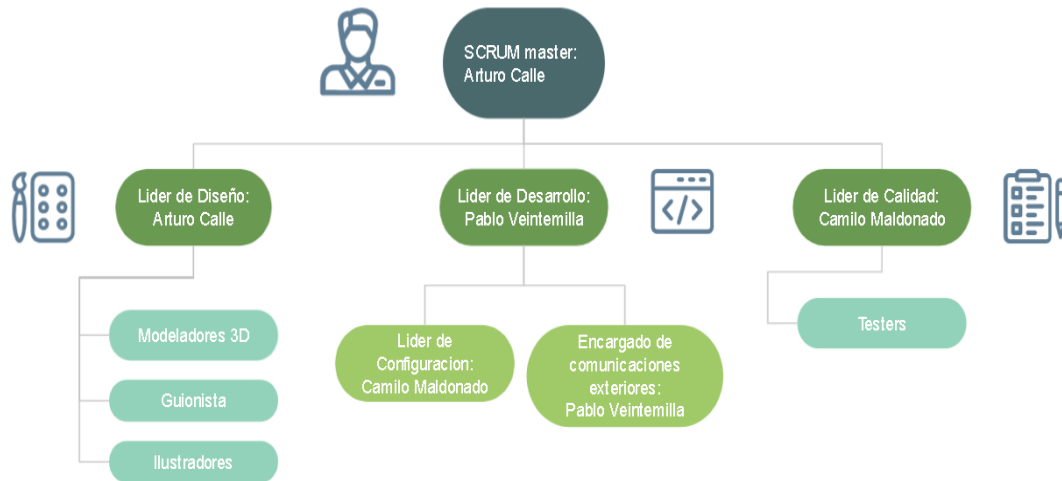 SCRUM master:
Arturo Calle
Lider de Diseño:
Arturo Calle
Lider de Desarrollo:
Pablo Veintemilla
Lider de Calidad:
Camilo Maldonado
Modeladores 3D
Guionista
Ilustradores
Lider de
Configuracion:
Camilo Maldonado
Encargado de
comunicaciones
exteriores:
Pablo Veintemilla
Testers